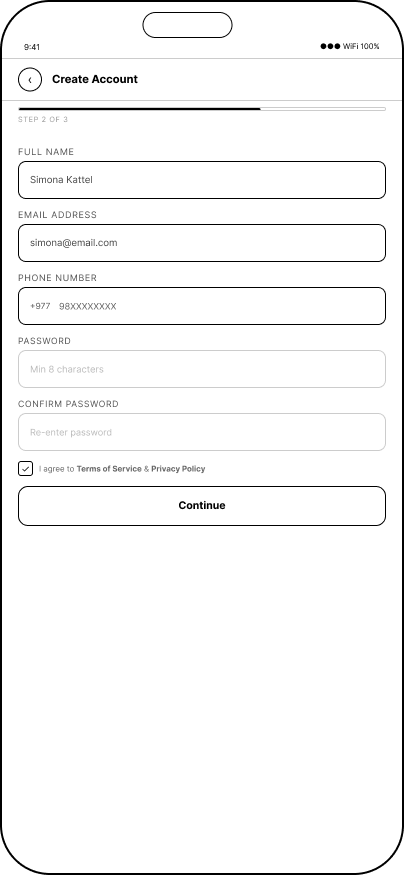 9:41
●●● WiFi 100%
‹ Create Account
STEP 2 OF 3
FULL NAME
Simona Kattel
EMAIL ADDRESS
simona@email.com
PHONE NUMBER
+977 98XXXXXXXX
PASSWORD
Min 8 characters
CONFIRM PASSWORD
Re-enter password
✓ I agree to Terms of Service & Privacy Policy
Continue